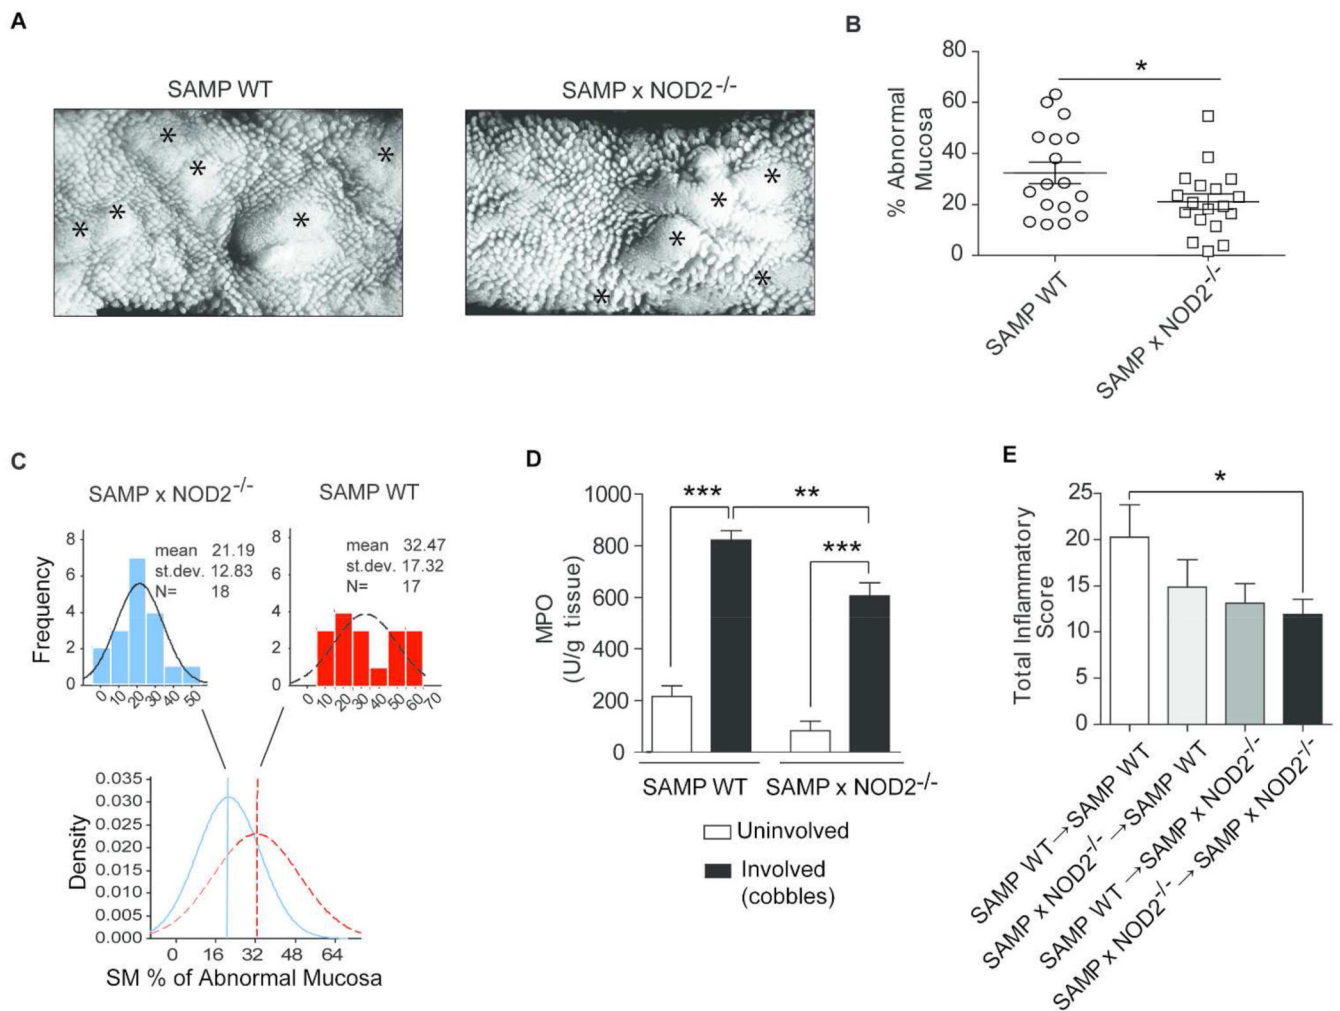 A
SAMP WT
SAMP x NOD2-/-
* * * * * *
* * * * *
B
80
60
40
20
0
% Abnormal
Mucosa
*
SAMP WT
SAMP x NOD2-/-
C
SAMP x NOD2-/-
Frequency
8
6
4
2
0
mean 21.19
st.dev. 12.83
N= 18
0 10 20 30 40 50
SAMP WT
8
6
4
2
0
mean 32.47
st.dev. 17.32
N= 17
0 10 20 30 40 50 60 70
Density
0.035
0.030
0.025
0.020
0.015
0.010
0.005
0.000
0 16 32 48 64
SM % of Abnormal Mucosa
D
MPO
(U/g tissue)
1000
800
600
400
200
0
*** **
***
SAMP WT SAMP x NOD2-/-
Uninvolved
Involved
(cobbles)
E
Total Inflammatory
Score
25
20
15
10
5
0
*
SAMP WT→SAMP WT
SAMP x NOD2-/-→SAMP WT
SAMP WT →SAMP x NOD2-/-
SAMP x NOD2-/-→ SAMP x NOD2-/-